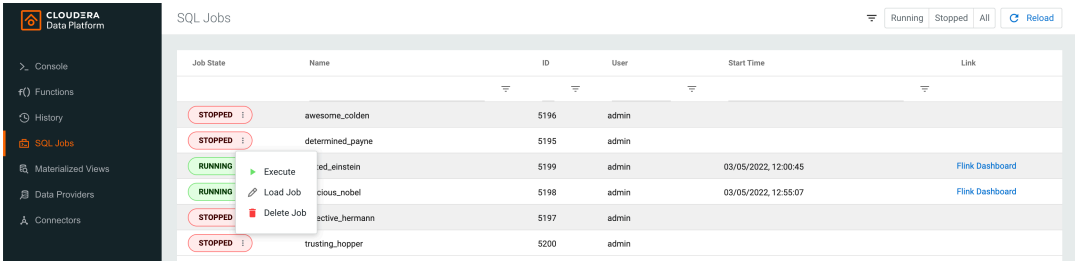 CLOUDERA
Data Platform
SQL Jobs
Running Stopped All Reload
>_ Console
f() Functions
History
SQL Jobs
Materialized Views
Data Providers
Connectors
Job State Name ID User Start Time Link
STOPPED awesome_colden 5196 admin
STOPPED determined_payne 5195 admin
RUNNING ted_einstein 5199 admin 03/05/2022, 12:00:45 Flink Dashboard
RUNNING cious_nobel 5198 admin 03/05/2022, 12:55:07 Flink Dashboard
STOPPED ective_hermann 5197 admin
STOPPED trusting_hopper 5200 admin
Execute
Load Job
Delete Job